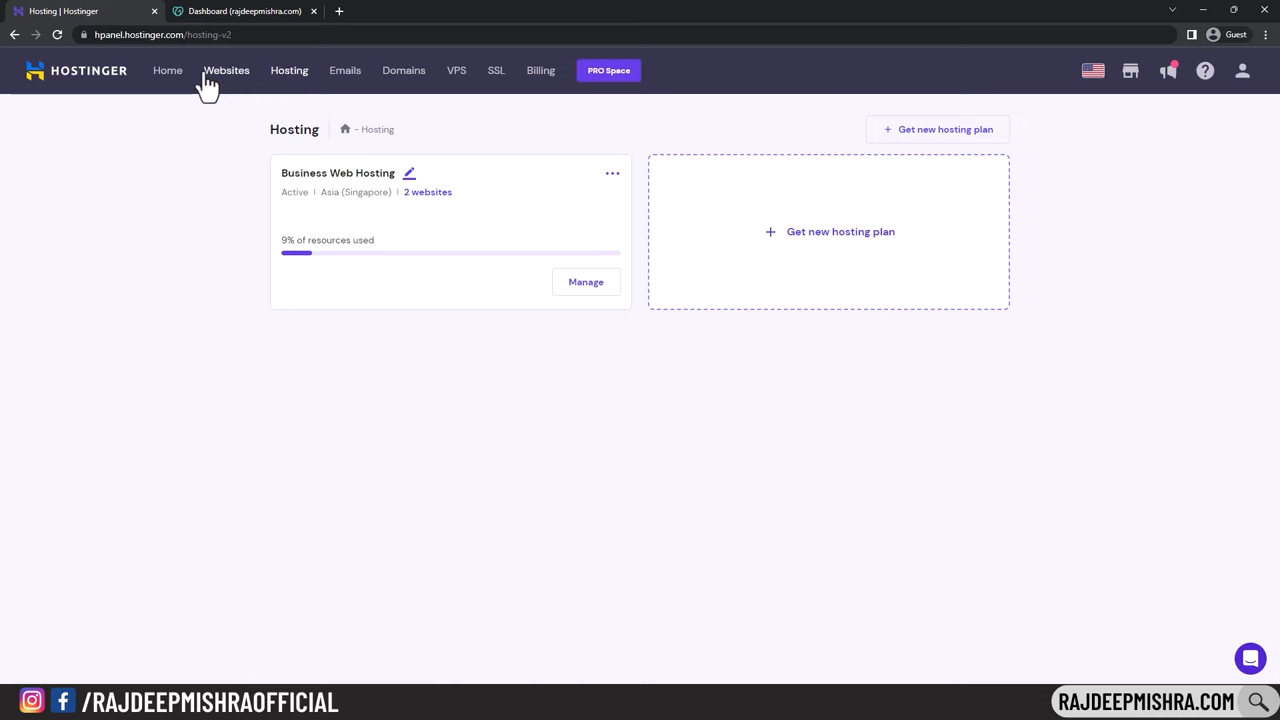 Hosting | Hostinger
Dashboard (rajdeepmishra.com)
hpanel.hostinger.com/hosting-v2
Guest
HOSTINGER
Home
Websites
Hosting
Emails
Domains
VPS
SSL
Billing
PRO Space
Hosting
- Hosting
+ Get new hosting plan
Business Web Hosting
Active | Asia (Singapore) | 2 websites
9% of resources used
Manage
+ Get new hosting plan
/RAJDEEPMISHRAOFFICIAL
RAJDEEPMISHRA.COM